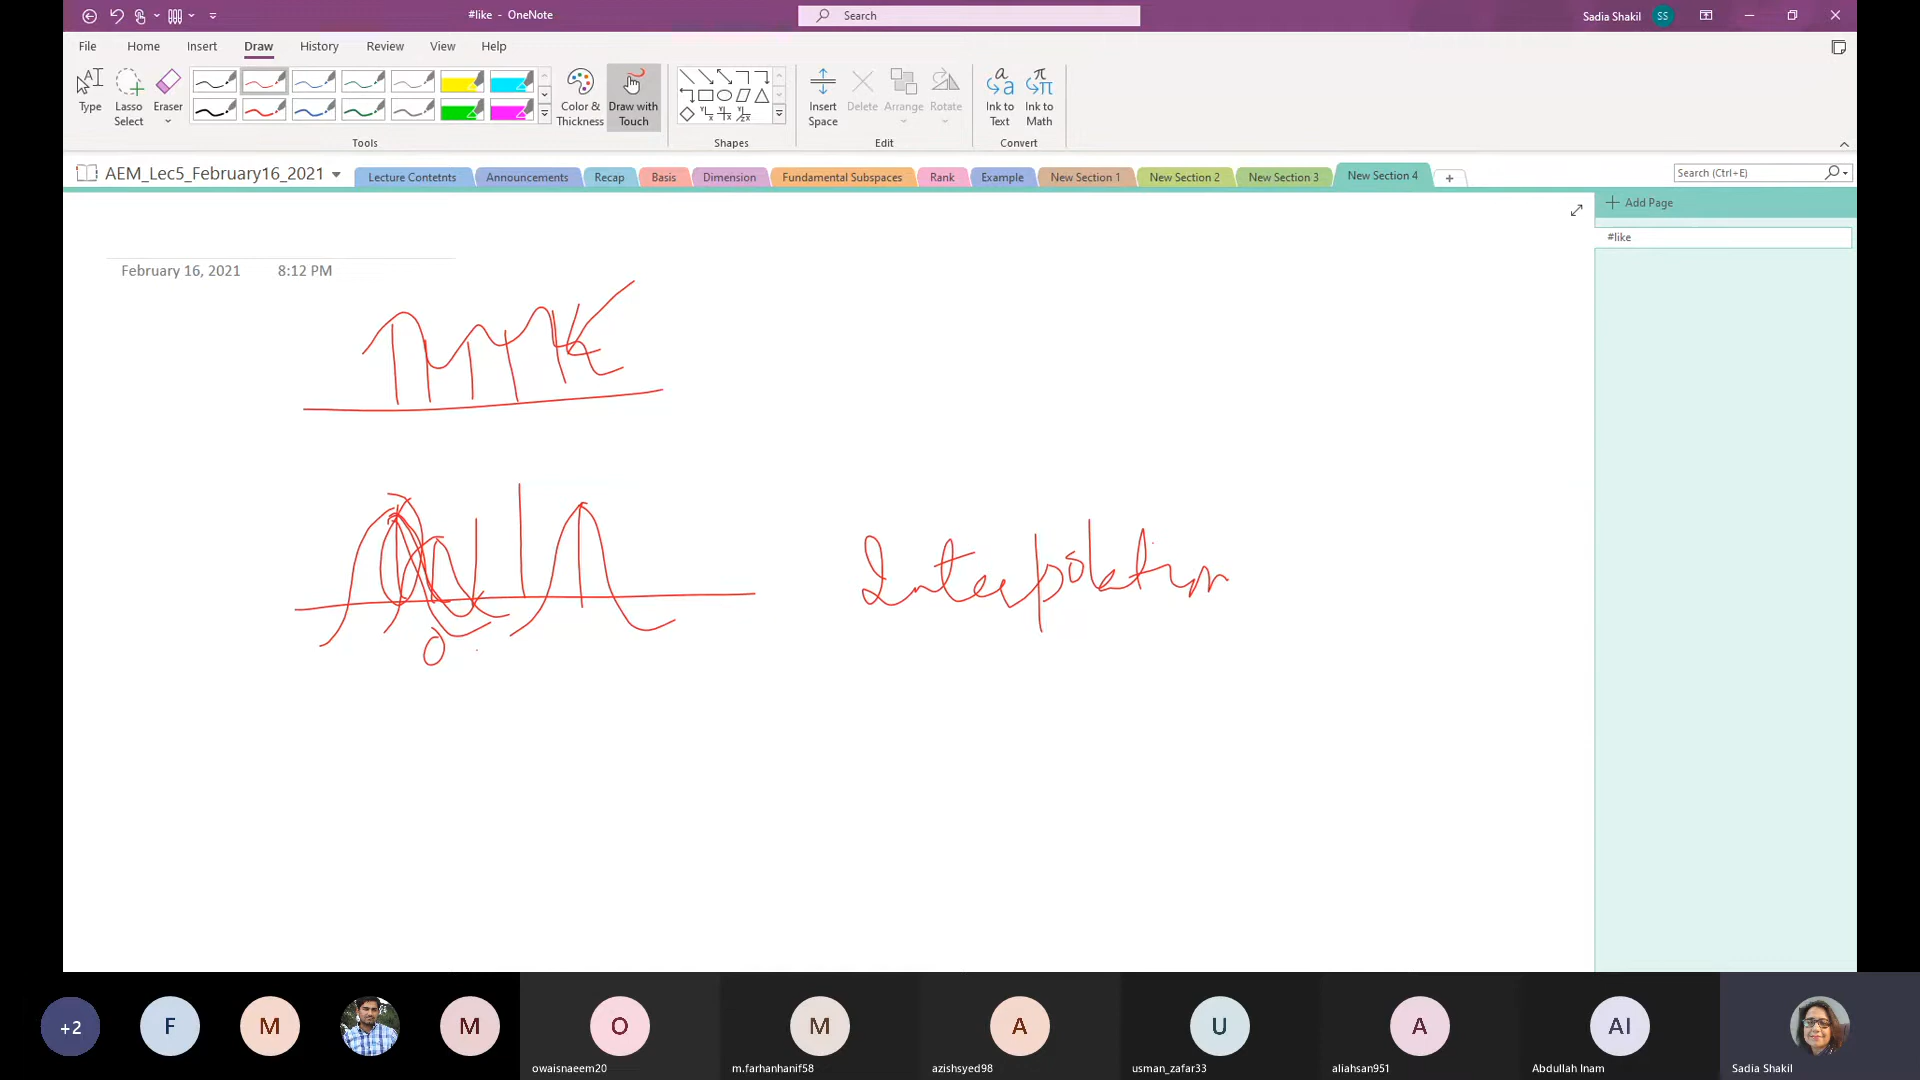 #like - OneNote
Search
Sadia Shakil SS
File Home Insert Draw History Review View Help
Type
Lasso Select
Eraser
Color & Thickness
Draw with Touch
Insert Space
Delete
Arrange
Rotate
Ink to Text
Ink to Math
Tools Shapes Edit Convert
AEM_Lec5_February16_2021
Lecture Contetnts Announcements Recap Basis Dimension Fundamental Subspaces Rank Example New Section 1 New Section 2 New Section 3 New Section 4
Search (Ctrl+E)
Add Page
#like
February 16, 2021 8:12 PM
Interpolation
0
+2 F M M O M A U A AI
owaisnaeem20 m.farhanhanif58 azishsyed98 usman_zafar33 aliahsan951 Abdullah Inam Sadia Shakil